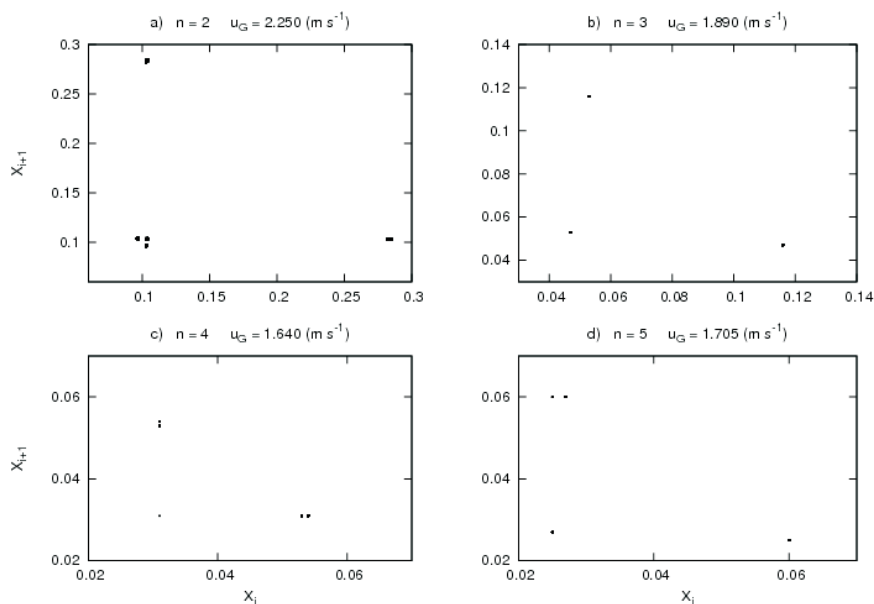 a) n = 2 u_G = 2.250 (m s⁻¹)
b) n = 3 u_G = 1.890 (m s⁻¹)
0.3
0.25
0.2
0.15
0.1
X_{i+1}
0.1 0.15 0.2 0.25 0.3
0.14
0.12
0.1
0.08
0.06
0.04
0.04 0.06 0.08 0.1 0.12 0.14
c) n = 4 u_G = 1.640 (m s⁻¹)
d) n = 5 u_G = 1.705 (m s⁻¹)
0.06
0.04
0.02
X_{i+1}
0.02 0.04 0.06
X_i
0.06
0.04
0.02
0.02 0.04 0.06
X_i